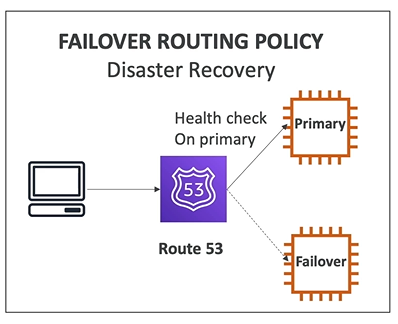 FAILOVER ROUTING POLICY
Disaster Recovery
Health check
On primary
Primary
53
Route 53
Failover